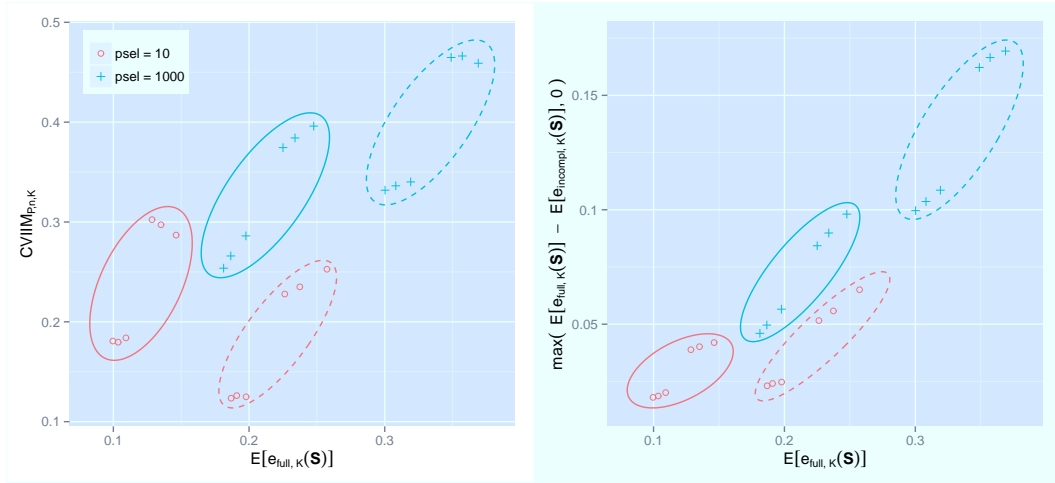 0.5
0.4
0.3
0.2
0.1
CVIIM_{P,n,K}
psel = 10
psel = 1000
0.1
0.2
0.3
E[e_{full, K}(S)]
0.15
0.1
0.05
max( E[e_{full, K}(S)] − E[e_{incompl, K}(S)], 0 )
0.1
0.2
0.3
E[e_{full, K}(S)]